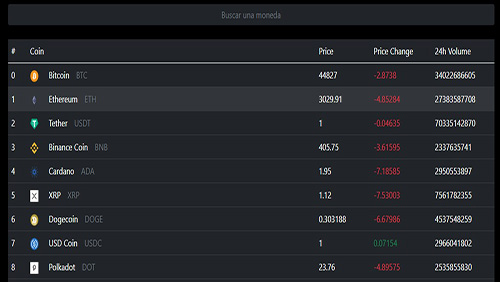 Buscar una moneda
# Coin Price Price Change 24h Volume
0 Bitcoin BTC 44827 -2.8738 34022686605
1 Ethereum ETH 3029.91 -4.85284 27383587708
2 Tether USDT 1 -0.04635 70335142870
3 Binance Coin BNB 405.75 -3.61595 2337635741
4 Cardano ADA 1.95 -7.18585 2950553897
5 XRP XRP 1.12 -7.53003 7561782355
6 Dogecoin DOGE 0.303188 -6.67986 4537548259
7 USD Coin USDC 1 0.07154 2966041802
8 Polkadot DOT 23.76 -4.89575 2535855830